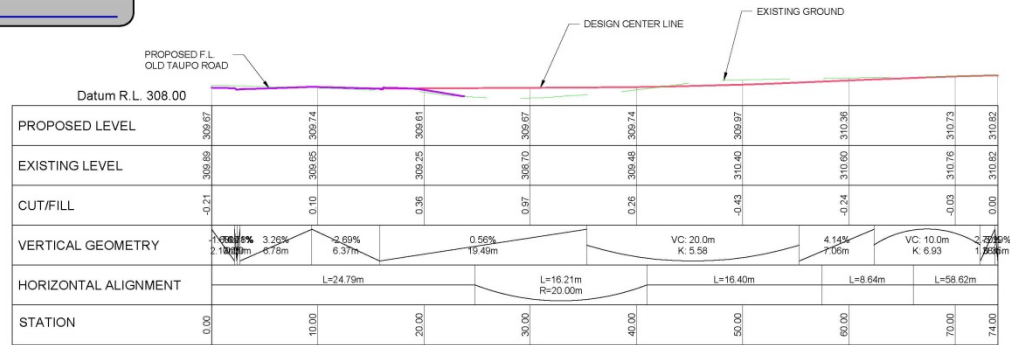 EXISTING GROUND
DESIGN CENTER LINE
PROPOSED F.L.
OLD TAUPO ROAD
Datum R.L. 308.00
PROPOSED LEVEL 309.67 309.74 309.61 309.67 309.74 309.97 310.36 310.73 310.82
EXISTING LEVEL 309.89 309.65 309.25 308.70 309.48 310.40 310.60 310.76 310.82
CUT/FILL -0.21 0.10 0.36 0.97 0.26 -0.43 -0.24 -0.03 0.00
VERTICAL GEOMETRY 3.26% -2.69% 0.56% VC: 20.0m 4.14% VC: 10.0m
6.78m 6.37m 19.49m K: 5.58 7.06m K: 6.93
HORIZONTAL ALIGNMENT L=24.79m L=16.21m L=16.40m L=8.64m L=58.62m
R=20.00m
STATION 0.00 10.00 20.00 30.00 40.00 50.00 60.00 70.00 74.00